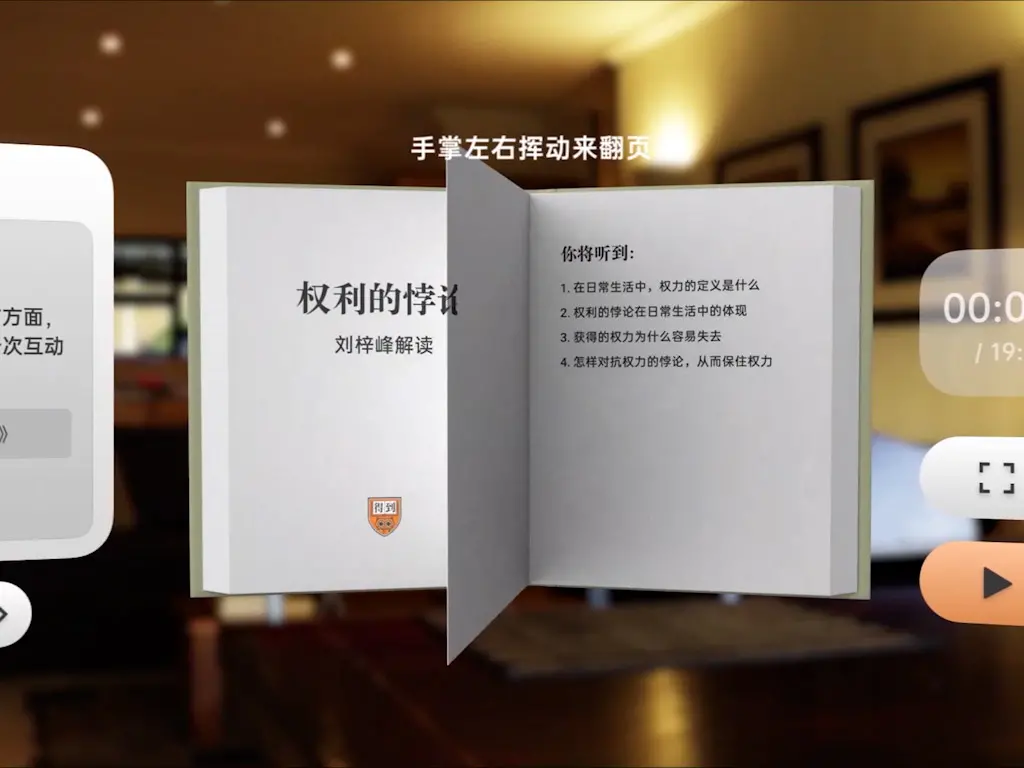 手掌左右挥动来翻页
方面,
次互动
》
权利的悖论
刘梓峰解读
得到
你将听到:
1. 在日常生活中，权力的定义是什么
2. 权利的悖论在日常生活中的体现
3. 获得的权力为什么容易失去
4. 怎样对抗权力的悖论，从而保住权力
00:0
/ 19: